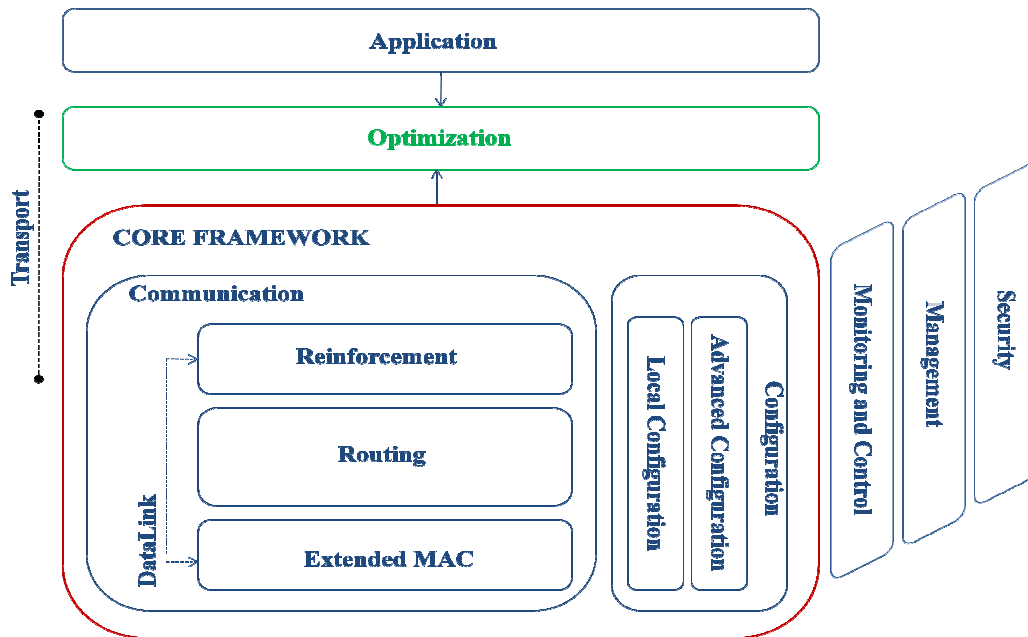 Application
Optimization
Transport
CORE FRAMEWORK
Communication
Reinforcement
Routing
Extended MAC
DataLink
Local Configuration
Advanced Configuration
Configuration
Monitoring and Control
Management
Security